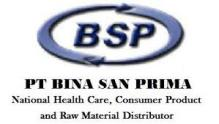 BSP
PT BINA SAN PRIMA
National Health Care, Consumer Product
and Raw Material Distributor